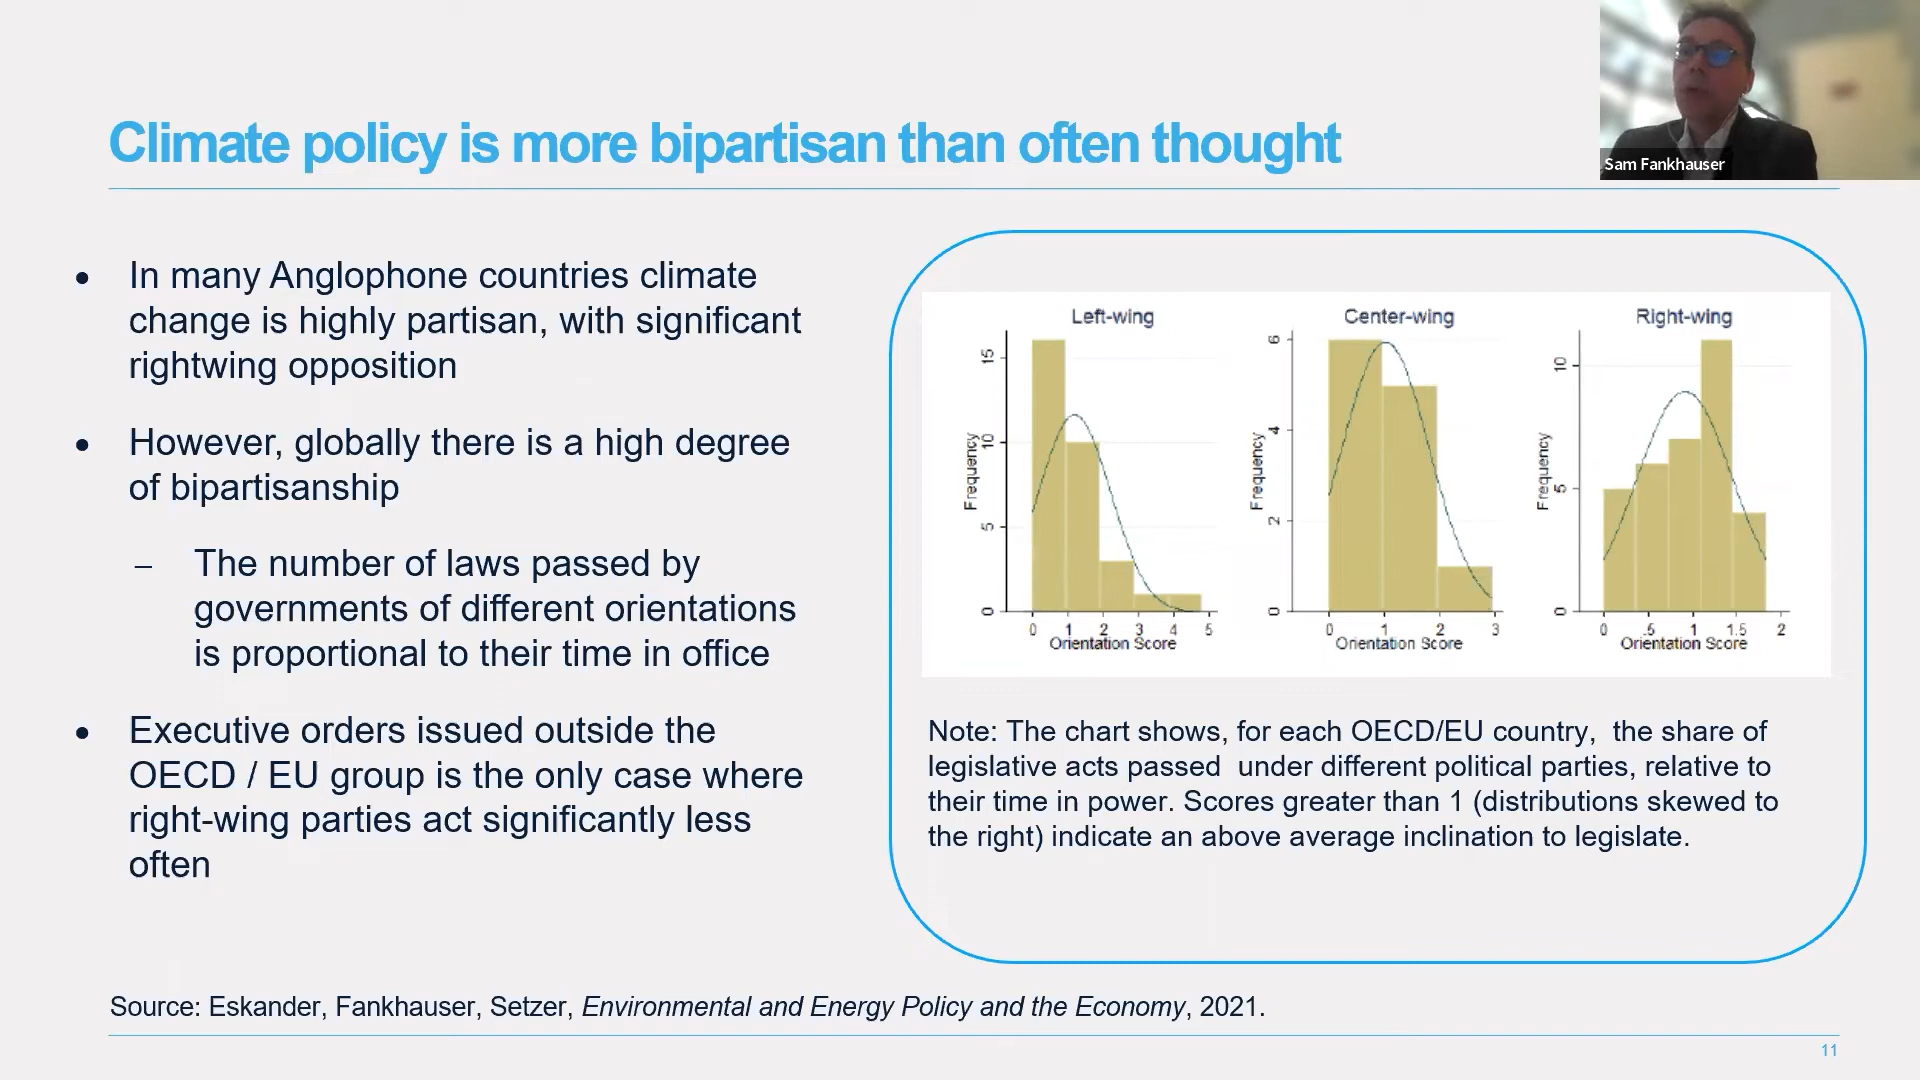 Sam Fankhauser
Climate policy is more bipartisan than often thought
• In many Anglophone countries climate
change is highly partisan, with significant
rightwing opposition
• However, globally there is a high degree
of bipartisanship
– The number of laws passed by
governments of different orientations
is proportional to their time in office
• Executive orders issued outside the
OECD / EU group is the only case where
right-wing parties act significantly less
often
Left-wing
Frequency
0 5 10 15
0 1 2 3 4 5
Orientation Score
Center-wing
Frequency
0 2 4 6
0 1 2 3
Orientation Score
Right-wing
Frequency
0 5 10
0 .5 1 1.5 2
Orientation Score
Note: The chart shows, for each OECD/EU country, the share of
legislative acts passed under different political parties, relative to
their time in power. Scores greater than 1 (distributions skewed to
the right) indicate an above average inclination to legislate.
Source: Eskander, Fankhauser, Setzer, Environmental and Energy Policy and the Economy, 2021.
11